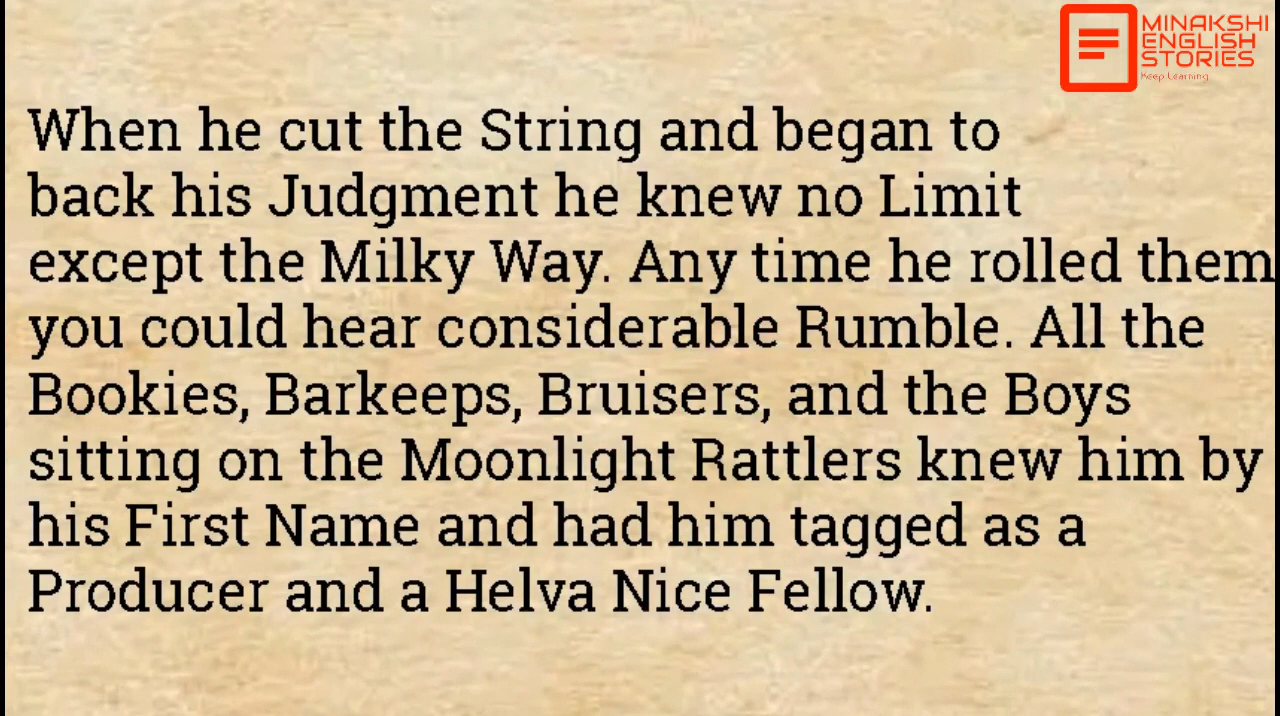 MINAKSHI
ENGLISH
STORIES
Keep Learning
When he cut the String and began to
back his Judgment he knew no Limit
except the Milky Way. Any time he rolled them
you could hear considerable Rumble. All the
Bookies, Barkeeps, Bruisers, and the Boys
sitting on the Moonlight Rattlers knew him by
his First Name and had him tagged as a
Producer and a Helva Nice Fellow.